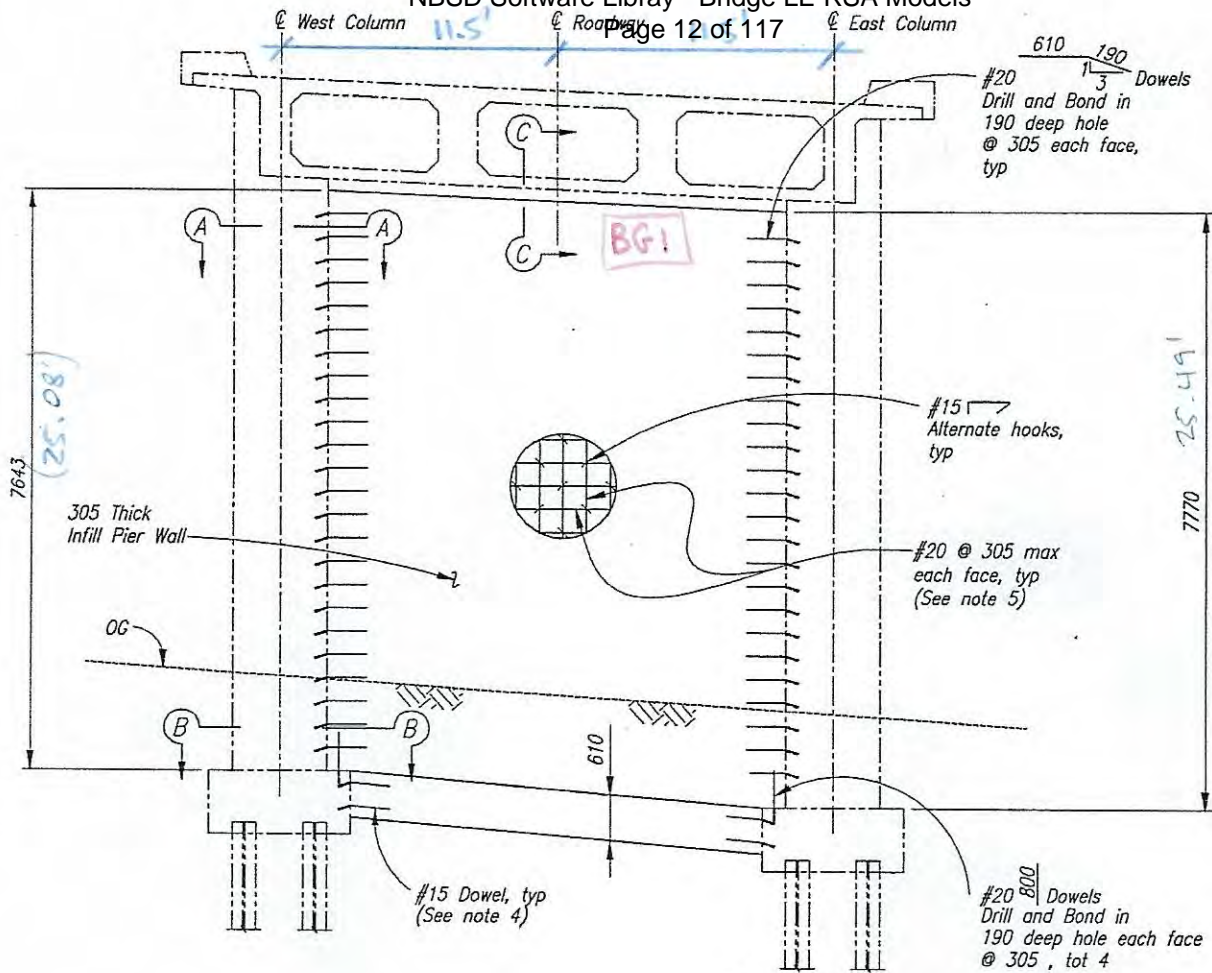 NBSD Software Libray - Bridge LE-RSA Models
Page 12 of 117
℄ West Column
11.5'
℄ Roadway
11.5'
℄ East Column
610
190
1
3
Dowels
#20
Drill and Bond in
190 deep hole
@ 305 each face,
typ
A
A
C
C
BG1
7643
(25.08')
#15
Alternate hooks,
typ
25.49'
7770
305 Thick
Infill Pier Wall
#20 @ 305 max
each face, typ
(See note 5)
OG
B
B
610
#15 Dowel, typ
(See note 4)
#20 800 Dowels
Drill and Bond in
190 deep hole each face
@ 305 , tot 4